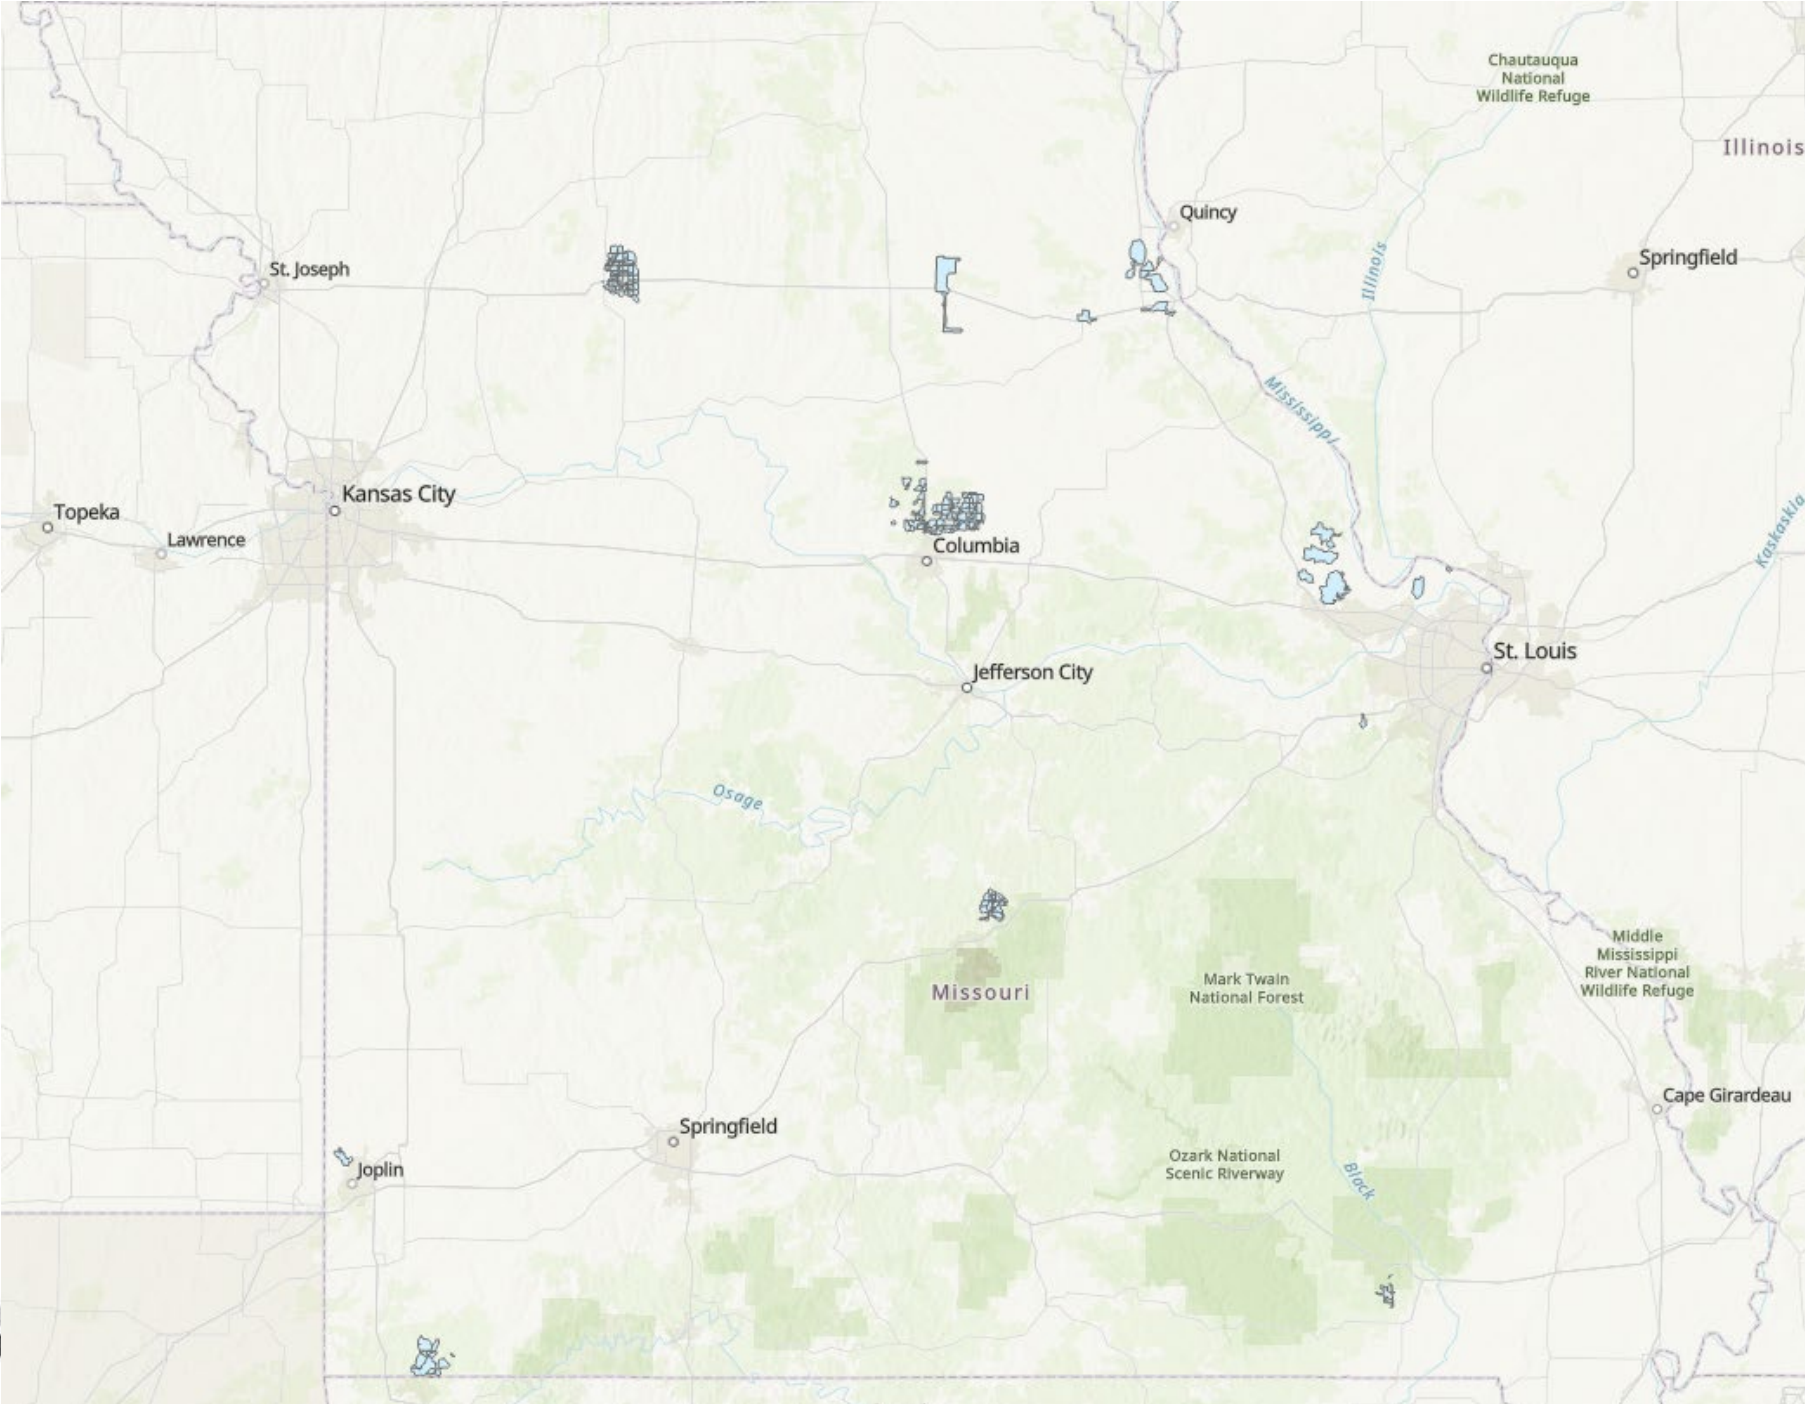 Chautauqua
National
Wildlife Refuge
Illinois
Quincy
Illinois
Springfield
St. Joseph
Mississippi
Kansas City
Topeka
Lawrence
Columbia
Kaskaskia
St. Louis
Jefferson City
Osage
Middle
Mississippi
River National
Wildlife Refuge
Mark Twain
National Forest
Missouri
Cape Girardeau
Springfield
Joplin
Ozark National
Scenic Riverway
Black